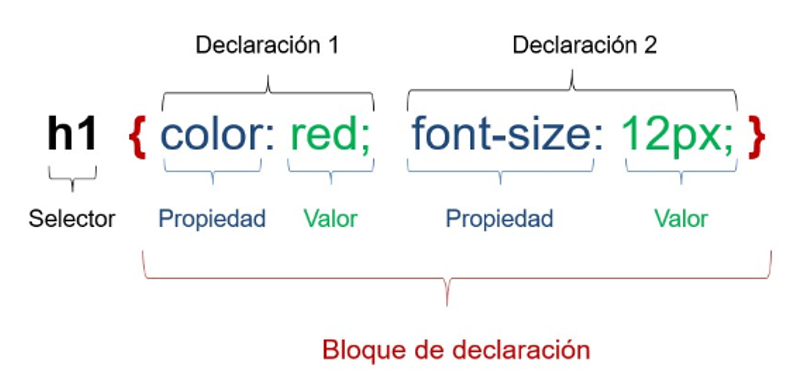 Declaración 1 Declaración 2
h1 { color: red; font-size: 12px; }
Selector Propiedad Valor Propiedad Valor
Bloque de declaración